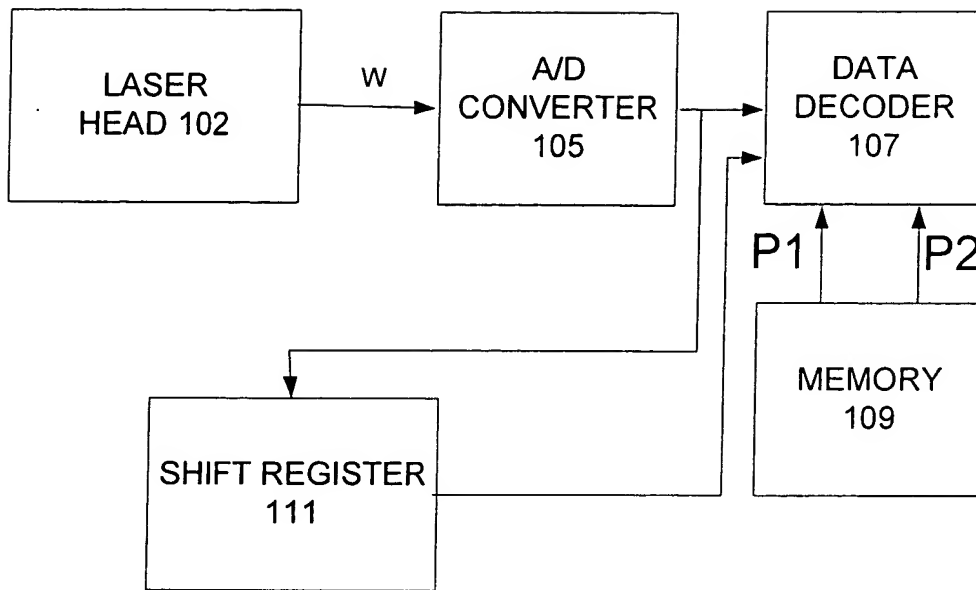 LASER
HEAD 102
W
A/D
CONVERTER
105
DATA
DECODER
107
P1
P2
MEMORY
109
SHIFT REGISTER
111